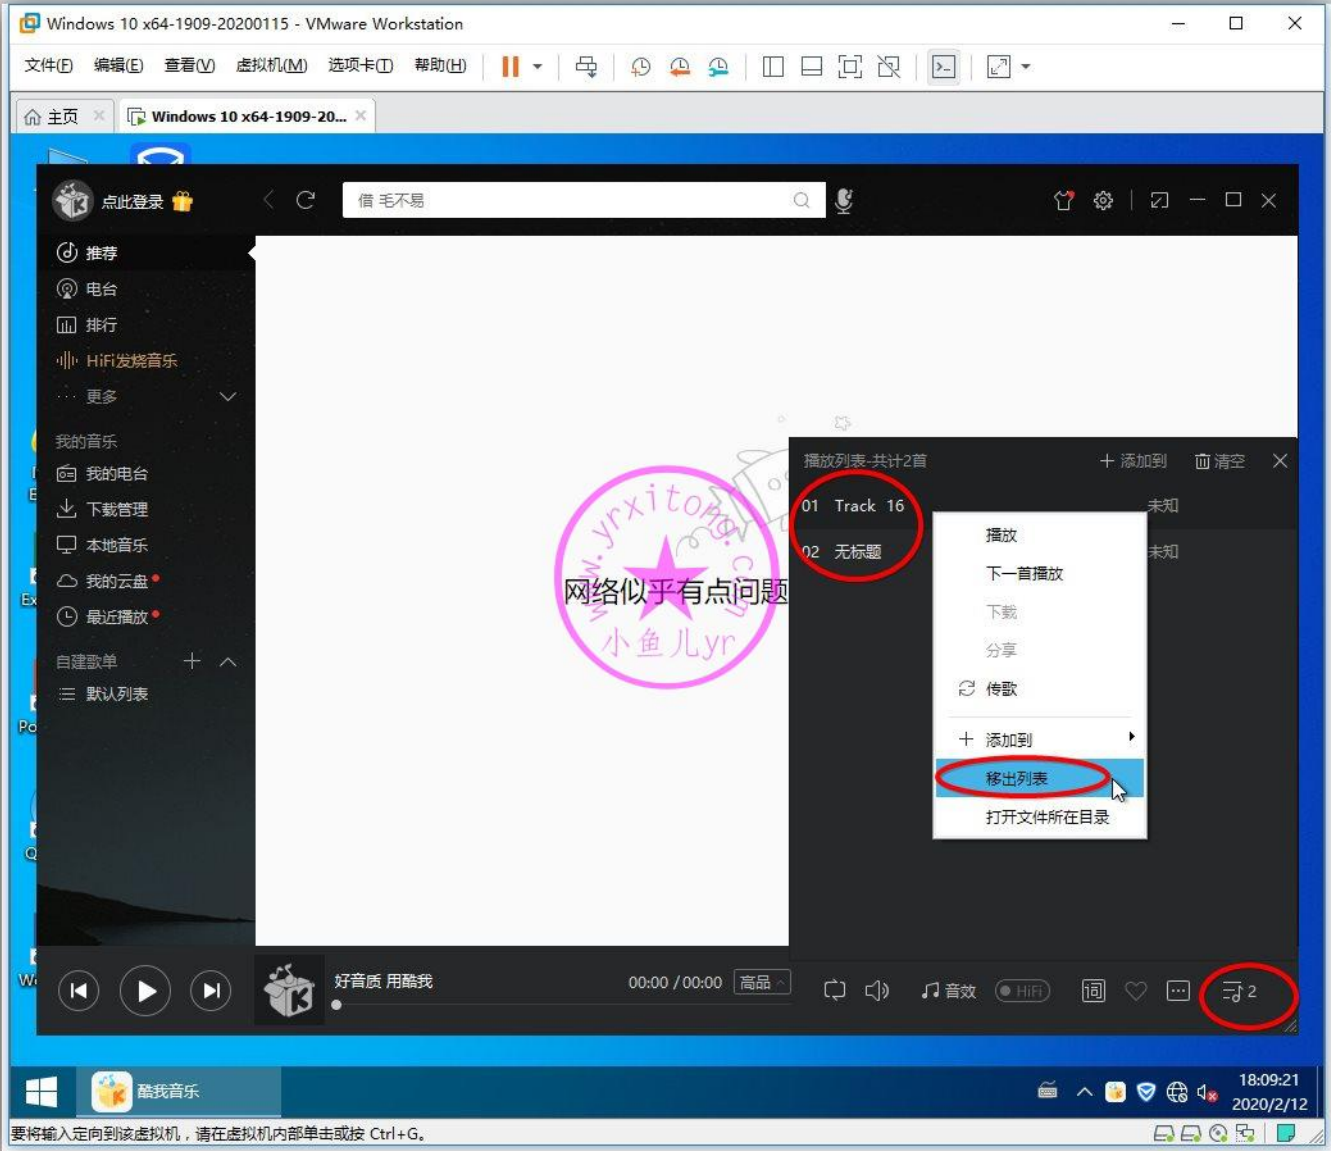 Windows 10 x64-1909-20200115 - VMware Workstation
文件(F) 编辑(E) 查看(V) 虚拟机(M) 选项卡(T) 帮助(H)
主页 Windows 10 x64-1909-20...
点此登录 借 毛不易
推荐
电台
排行
HiFi发烧音乐
更多
我的音乐
我的电台
下载管理
本地音乐
我的云盘
最近播放
自建歌单
默认列表
www.yrxitong.com
网络似乎有点问题
小鱼儿yr
播放列表-共计2首 添加到 清空
01 Track 16 未知
02 无标题 未知
播放
下一首播放
下载
分享
传歌
添加到
移出列表
打开文件所在目录
好音质 用酷我 00:00 / 00:00 高品 音效 HiFi 词 2
Ex
Po
Q
W
酷我音乐
18:09:21
2020/2/12
要将输入定向到该虚拟机，请在虚拟机内部单击或按 Ctrl+G。